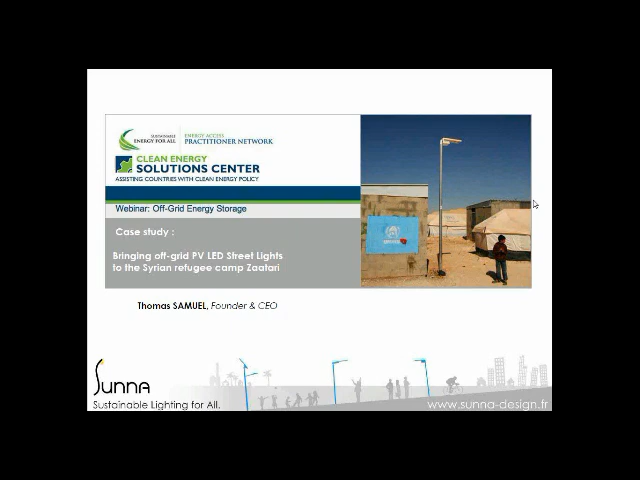 SUSTAINABLE
ENERGY FOR ALL
ENERGY ACCESS
PRACTITIONER NETWORK
CLEAN ENERGY
SOLUTIONS CENTER
ASSISTING COUNTRIES WITH CLEAN ENERGY POLICY
Webinar: Off-Grid Energy Storage
Case study :
Bringing off-grid PV LED Street Lights
to the Syrian refugee camp Zaatari
Thomas SAMUEL, Founder & CEO
Sunna
Sustainable Lighting for All.
www.sunna-design.fr